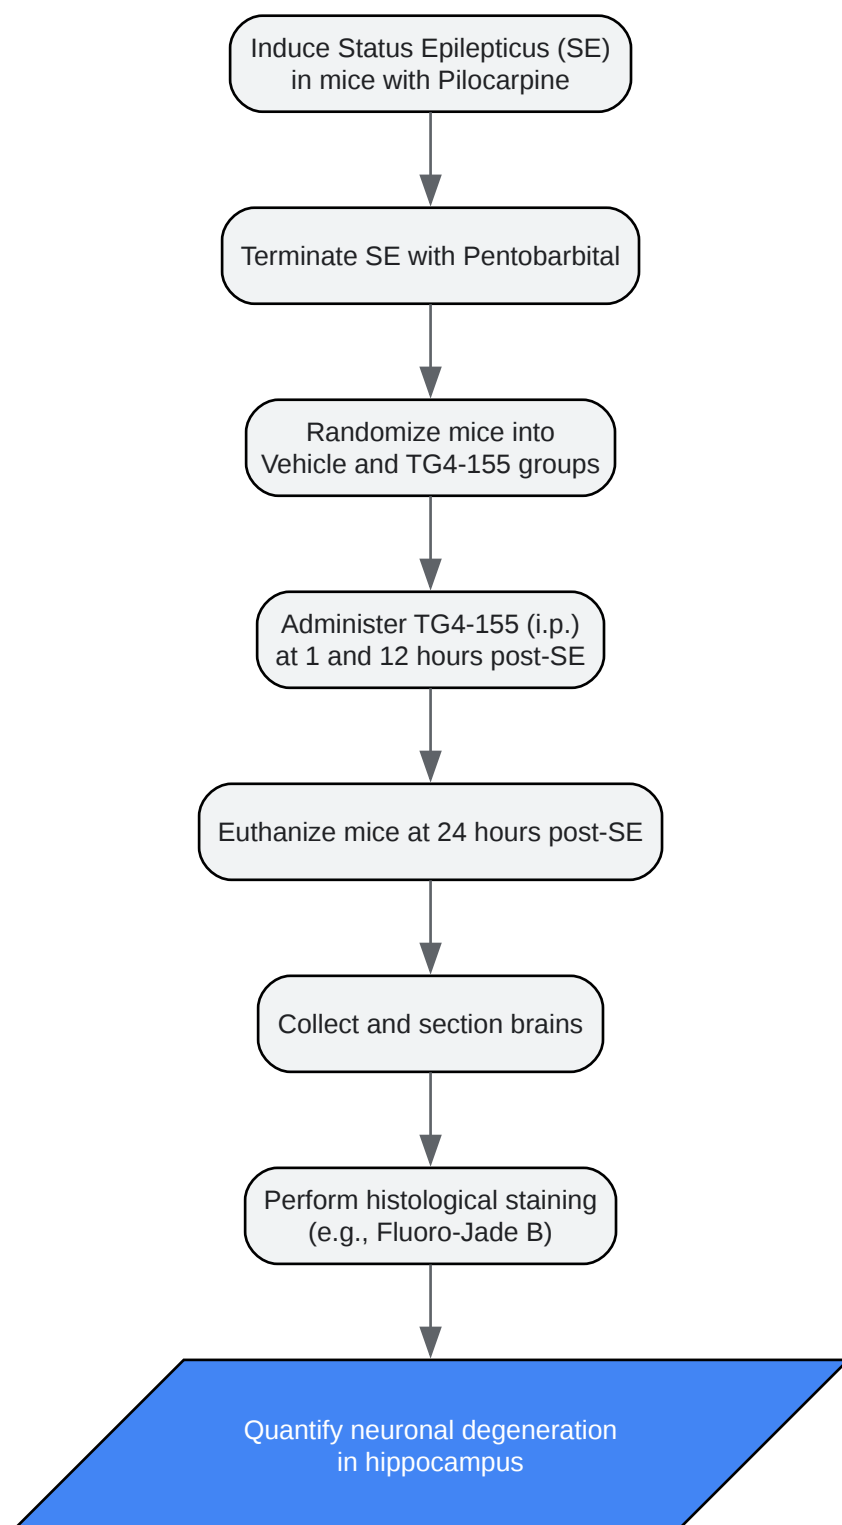 Induce Status Epilepticus (SE)
in mice with Pilocarpine
Terminate SE with Pentobarbital
Randomize mice into
Vehicle and TG4-155 groups
Administer TG4-155 (i.p.)
at 1 and 12 hours post-SE
Euthanize mice at 24 hours post-SE
Collect and section brains
Perform histological staining
(e.g., Fluoro-Jade B)
Quantify neuronal degeneration
in hippocampus